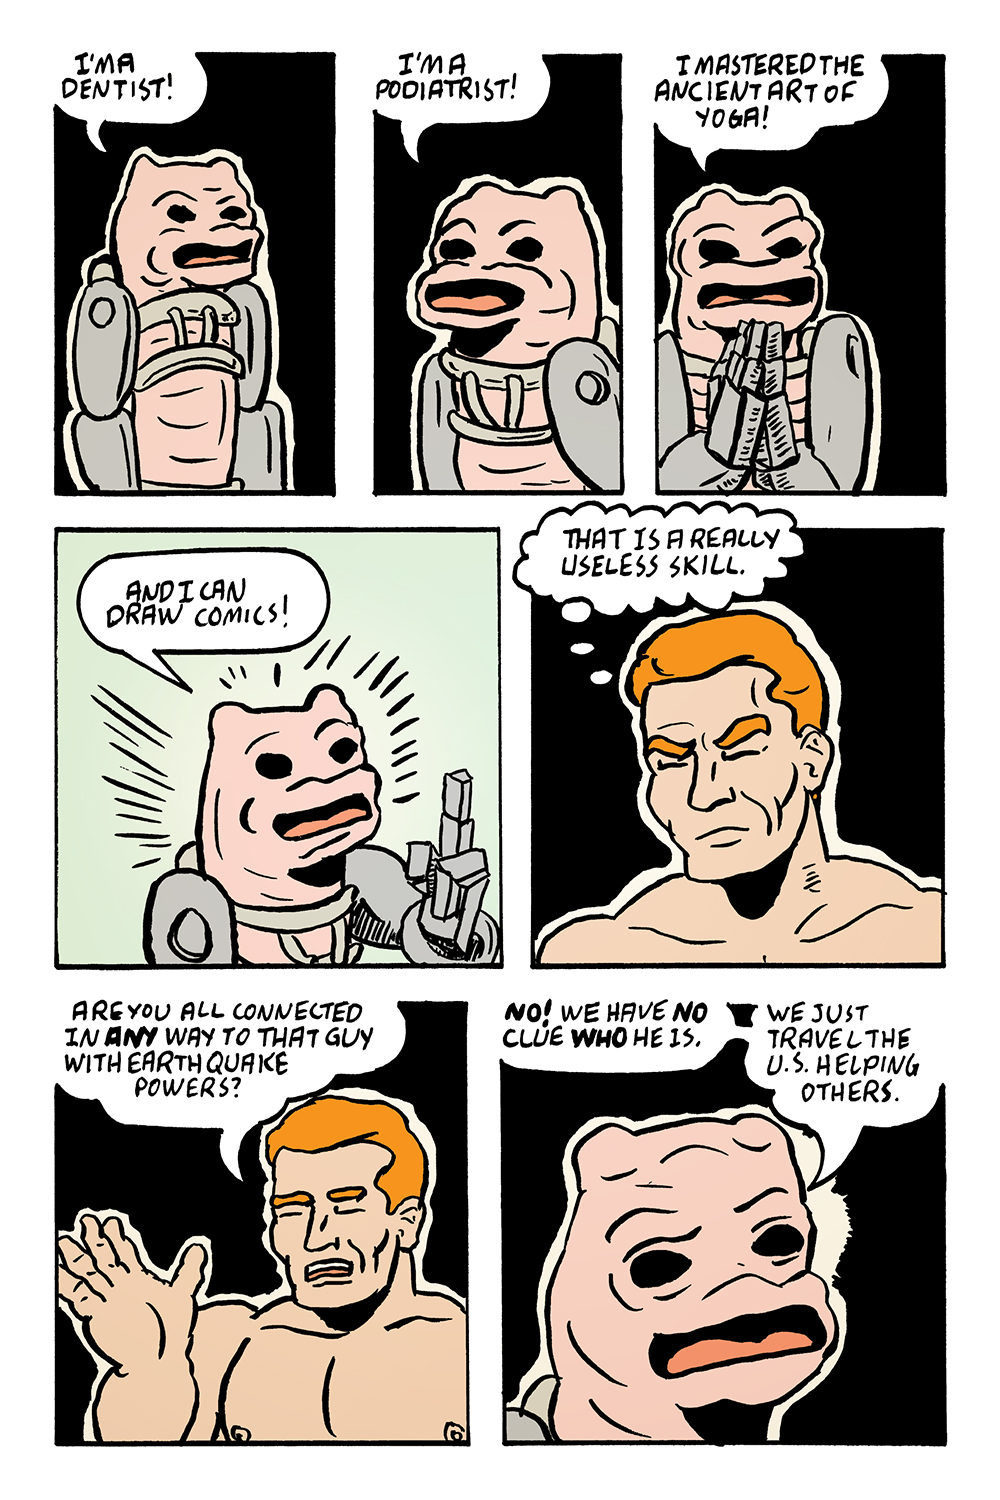 I'M A
DENTIST!
I'M A
PODIATRIST!
I MASTERED THE
ANCIENT ART OF
YOGA!
AND I CAN
DRAW COMICS!
THAT IS A REALLY
USELESS SKILL.
ARE YOU ALL CONNECTED
IN ANY WAY TO THAT GUY
WITH EARTHQUAKE
POWERS?
NO! WE HAVE NO
CLUE WHO HE IS.
WE JUST
TRAVEL THE
U.S. HELPING
OTHERS.